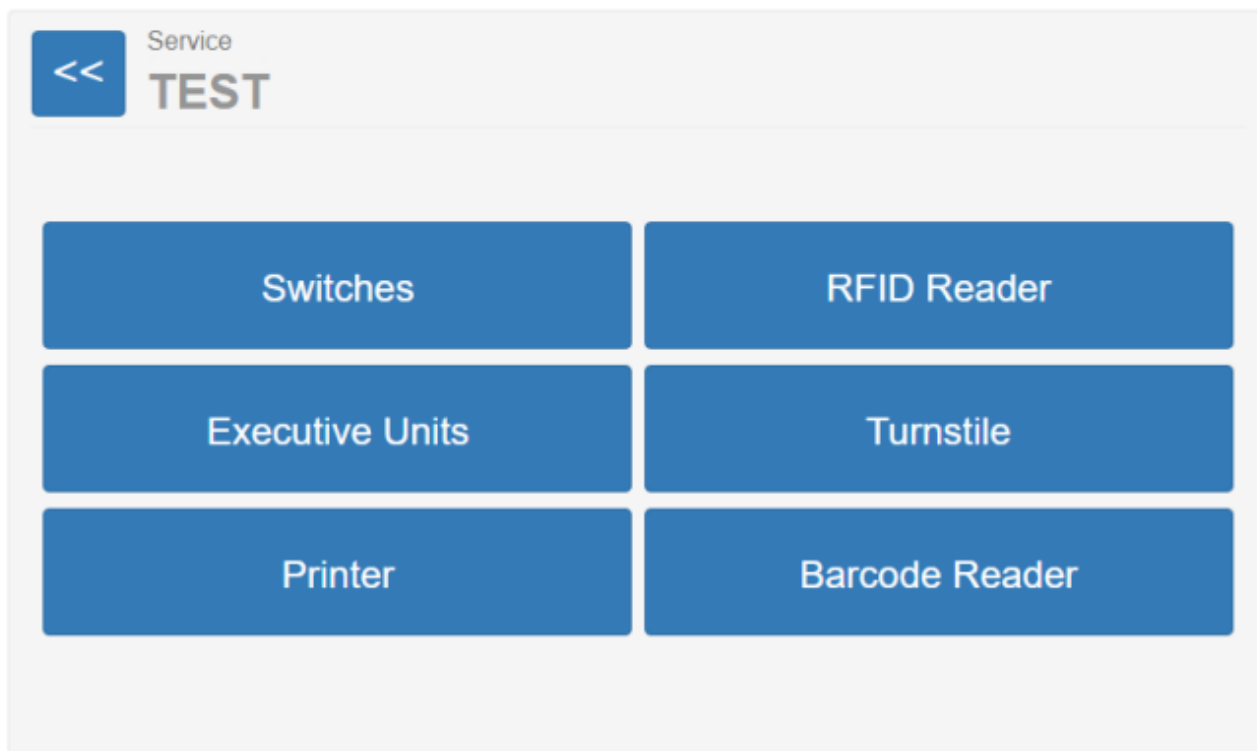 <<
Service
TEST
Switches
RFID Reader
Executive Units
Turnstile
Printer
Barcode Reader